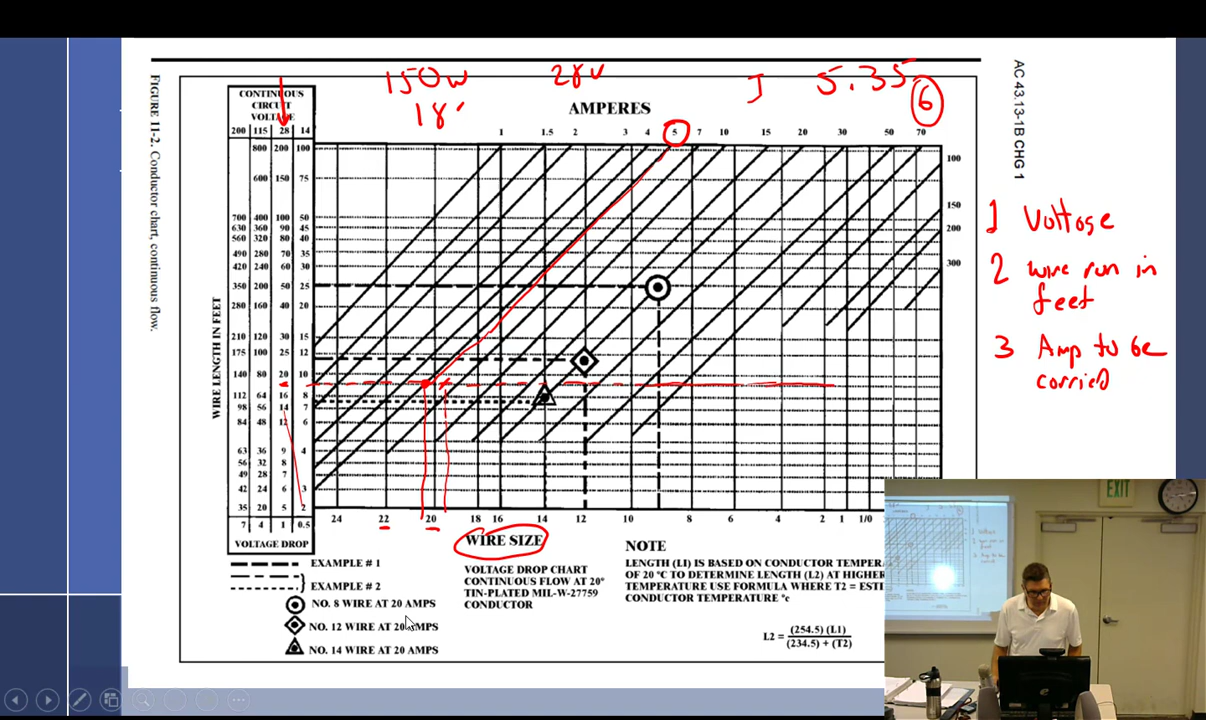 150W 28V I 5.35 6
18'
FIGURE 11-2. Conductor chart, continuous flow.
AC 43.13-1B CHG 1
AMPERES
CONTINUOUS
CIRCUIT
VOLTAGE
200 115 28 14
1 1.5 2 3 4 5 7 10 15 20 30 50 70
800 200 100
600 150 75
700 400 100 50
630 360 90 45
560 320 80 40
490 280 70 35
420 240 60 30
350 200 50 25
280 160 40 20
210 120 30 15
175 100 25 12
140 80 20 10
112 64 16 8
98 56 14 7
84 48 12 6
63 36 9 4
56 32 8
49 28 7
42 24 6 3
35 20 5 2
7 4 1 0.5
VOLTAGE DROP
WIRE LENGTH IN FEET
100
150
200
300
24 22 20 18 16 14 12 10 8 6 4 2 1 1/0
WIRE SIZE
1 Voltage
2 wire run in
feet
3 Amp to be
carried
EXAMPLE # 1
EXAMPLE # 2
NO. 8 WIRE AT 20 AMPS
NO. 12 WIRE AT 20 AMPS
NO. 14 WIRE AT 20 AMPS
VOLTAGE DROP CHART
CONTINUOUS FLOW AT 20°
TIN-PLATED MIL-W-27759
CONDUCTOR
NOTE
LENGTH (L1) IS BASED ON CONDUCTOR TEMPER
OF 20 °C TO DETERMINE LENGTH (L2) AT HIGHER
TEMPERATURE USE FORMULA WHERE T2 = ESTI
CONDUCTOR TEMPERATURE °c
L2 = (254.5) (L1)
(234.5) + (T2)
EXIT